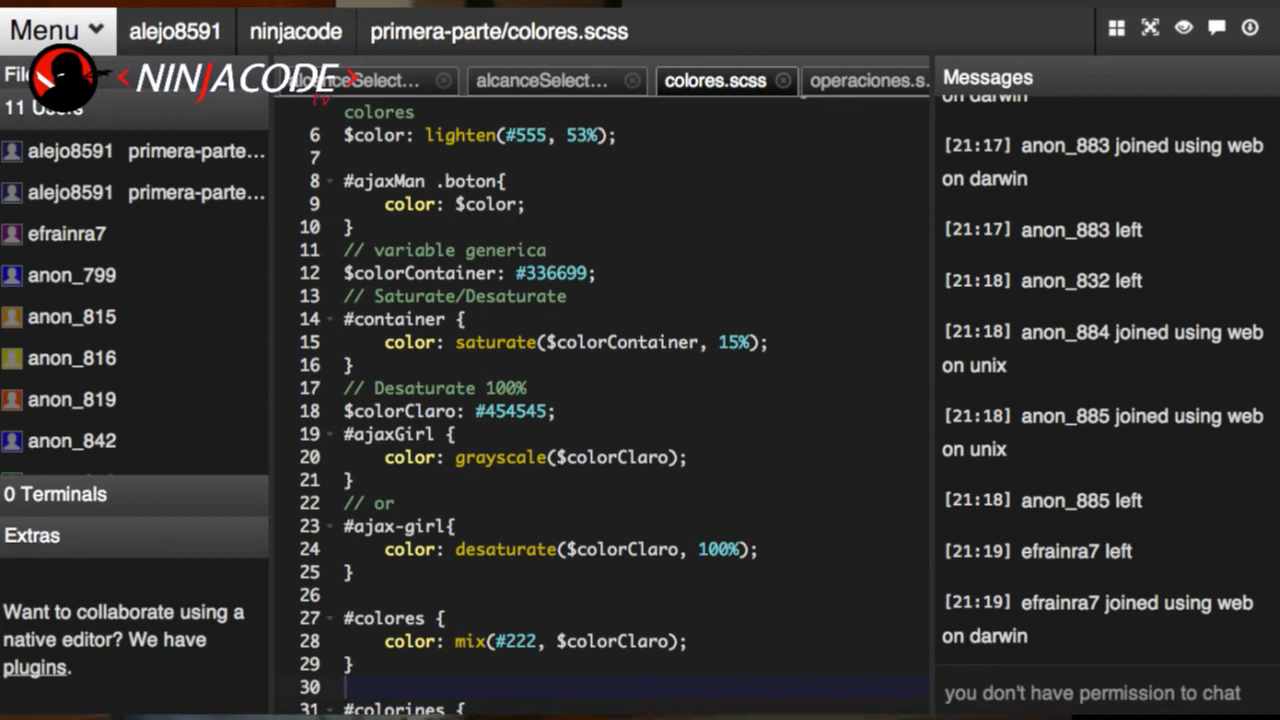 Menu alejo8591 ninjacode primera-parte/colores.scss
< NINJACODE >
11 Users
alejo8591 primera-parte...
alejo8591 primera-parte...
efrainra7
anon_799
anon_815
anon_816
anon_819
anon_842
0 Terminals
Extras
Want to collaborate using a
native editor? We have
plugins.
alcanceSelect... colores.scss operaciones.s.
colores
6 $color: lighten(#555, 53%);
7
8 #ajaxMan .boton{
9 color: $color;
10 }
11 // variable generica
12 $colorContainer: #336699;
13 // Saturate/Desaturate
14 #container {
15 color: saturate($colorContainer, 15%);
16 }
17 // Desaturate 100%
18 $colorClaro: #454545;
19 #ajaxGirl {
20 color: grayscale($colorClaro);
21 }
22 // or
23 #ajax-girl{
24 color: desaturate($colorClaro, 100%);
25 }
26
27 #colores {
28 color: mix(#222, $colorClaro);
29 }
30
31 #colorines {
Messages
on darwin
[21:17] anon_883 joined using web
on darwin
[21:17] anon_883 left
[21:18] anon_832 left
[21:18] anon_884 joined using web
on unix
[21:18] anon_885 joined using web
on unix
[21:18] anon_885 left
[21:19] efrainra7 left
[21:19] efrainra7 joined using web
on darwin
you don't have permission to chat